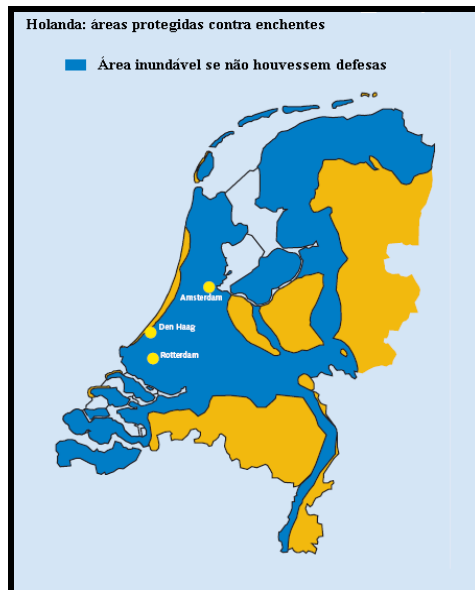 Holanda: áreas protegidas contra enchentes
Área inundável se não houvessem defesas
Amsterdam
Den Haag
Rotterdam